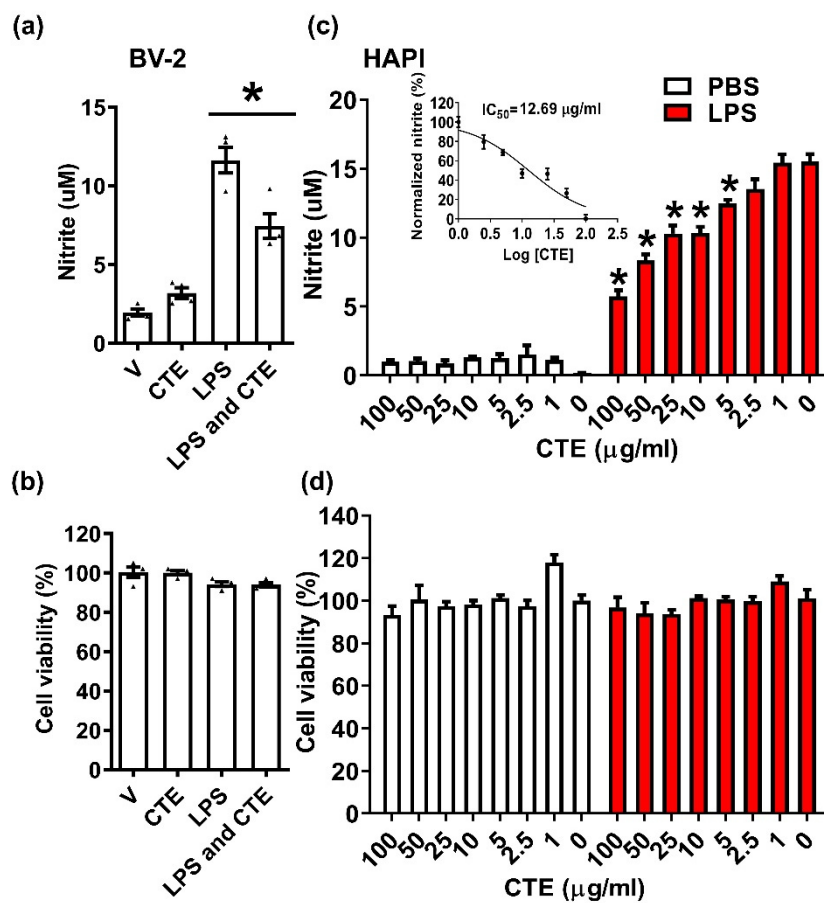 (a)
BV-2
*
Nitrite (uM)
15
10
5
0
V
CTE
LPS
LPS and CTE
(c)
HAPI
PBS
LPS
Nitrite (uM)
20
15
10
5
0
Normalized nitrite (%)
120
100
80
60
40
20
0
IC50=12.69 μg/ml
0.0 0.5 1.0 1.5 2.0 2.5
Log [CTE]
* * * * *
100 50 25 10 5 2.5 1 0 100 50 25 10 5 2.5 1 0
CTE (μg/ml)
(b)
Cell viability (%)
120
100
80
60
40
20
0
V
CTE
LPS
LPS and CTE
(d)
Cell viability (%)
140
120
100
80
60
40
20
0
100 50 25 10 5 2.5 1 0 100 50 25 10 5 2.5 1 0
CTE (μg/ml)